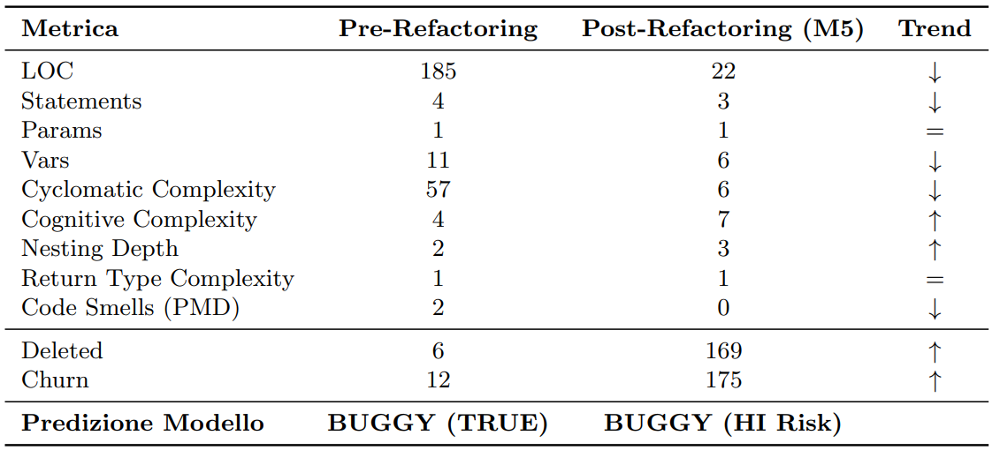 Metrica Pre-Refactoring Post-Refactoring (M5) Trend
LOC 185 22 ↓
Statements 4 3 ↓
Params 1 1 =
Vars 11 6 ↓
Cyclomatic Complexity 57 6 ↓
Cognitive Complexity 4 7 ↑
Nesting Depth 2 3 ↑
Return Type Complexity 1 1 =
Code Smells (PMD) 2 0 ↓
Deleted 6 169 ↑
Churn 12 175 ↑
Predizione Modello BUGGY (TRUE) BUGGY (HI Risk)